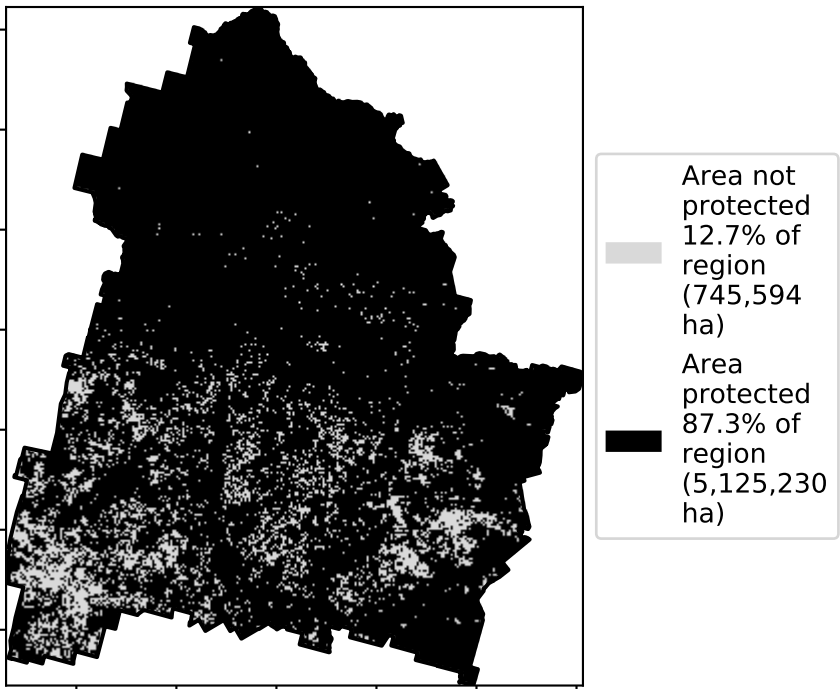 Area not
protected
12.7% of
region
(745,594
ha)
Area
protected
87.3% of
region
(5,125,230
ha)